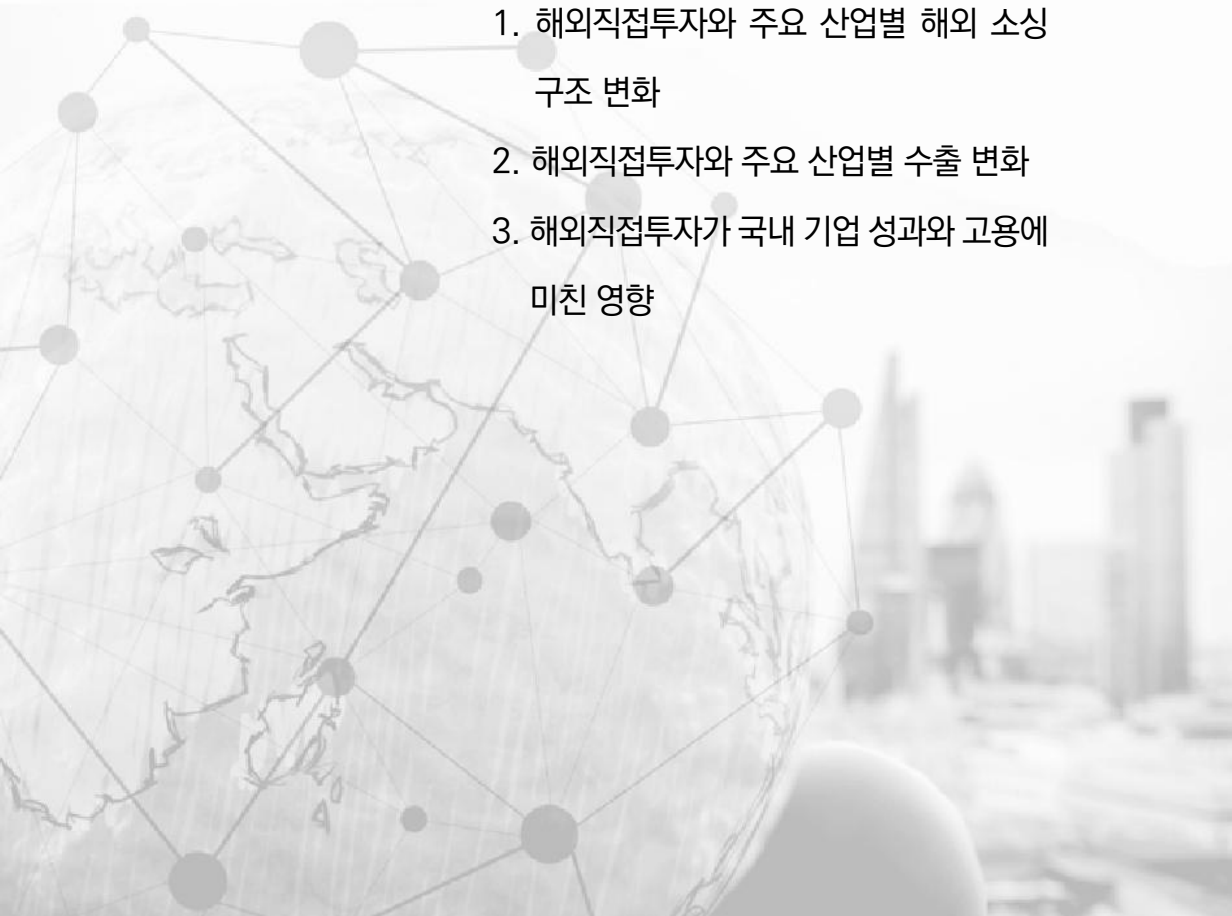 1. 해외직접투자와 주요 산업별 해외 소싱
구조 변화
2. 해외직접투자와 주요 산업별 수출 변화
3. 해외직접투자가 국내 기업 성과와 고용에
미친 영향